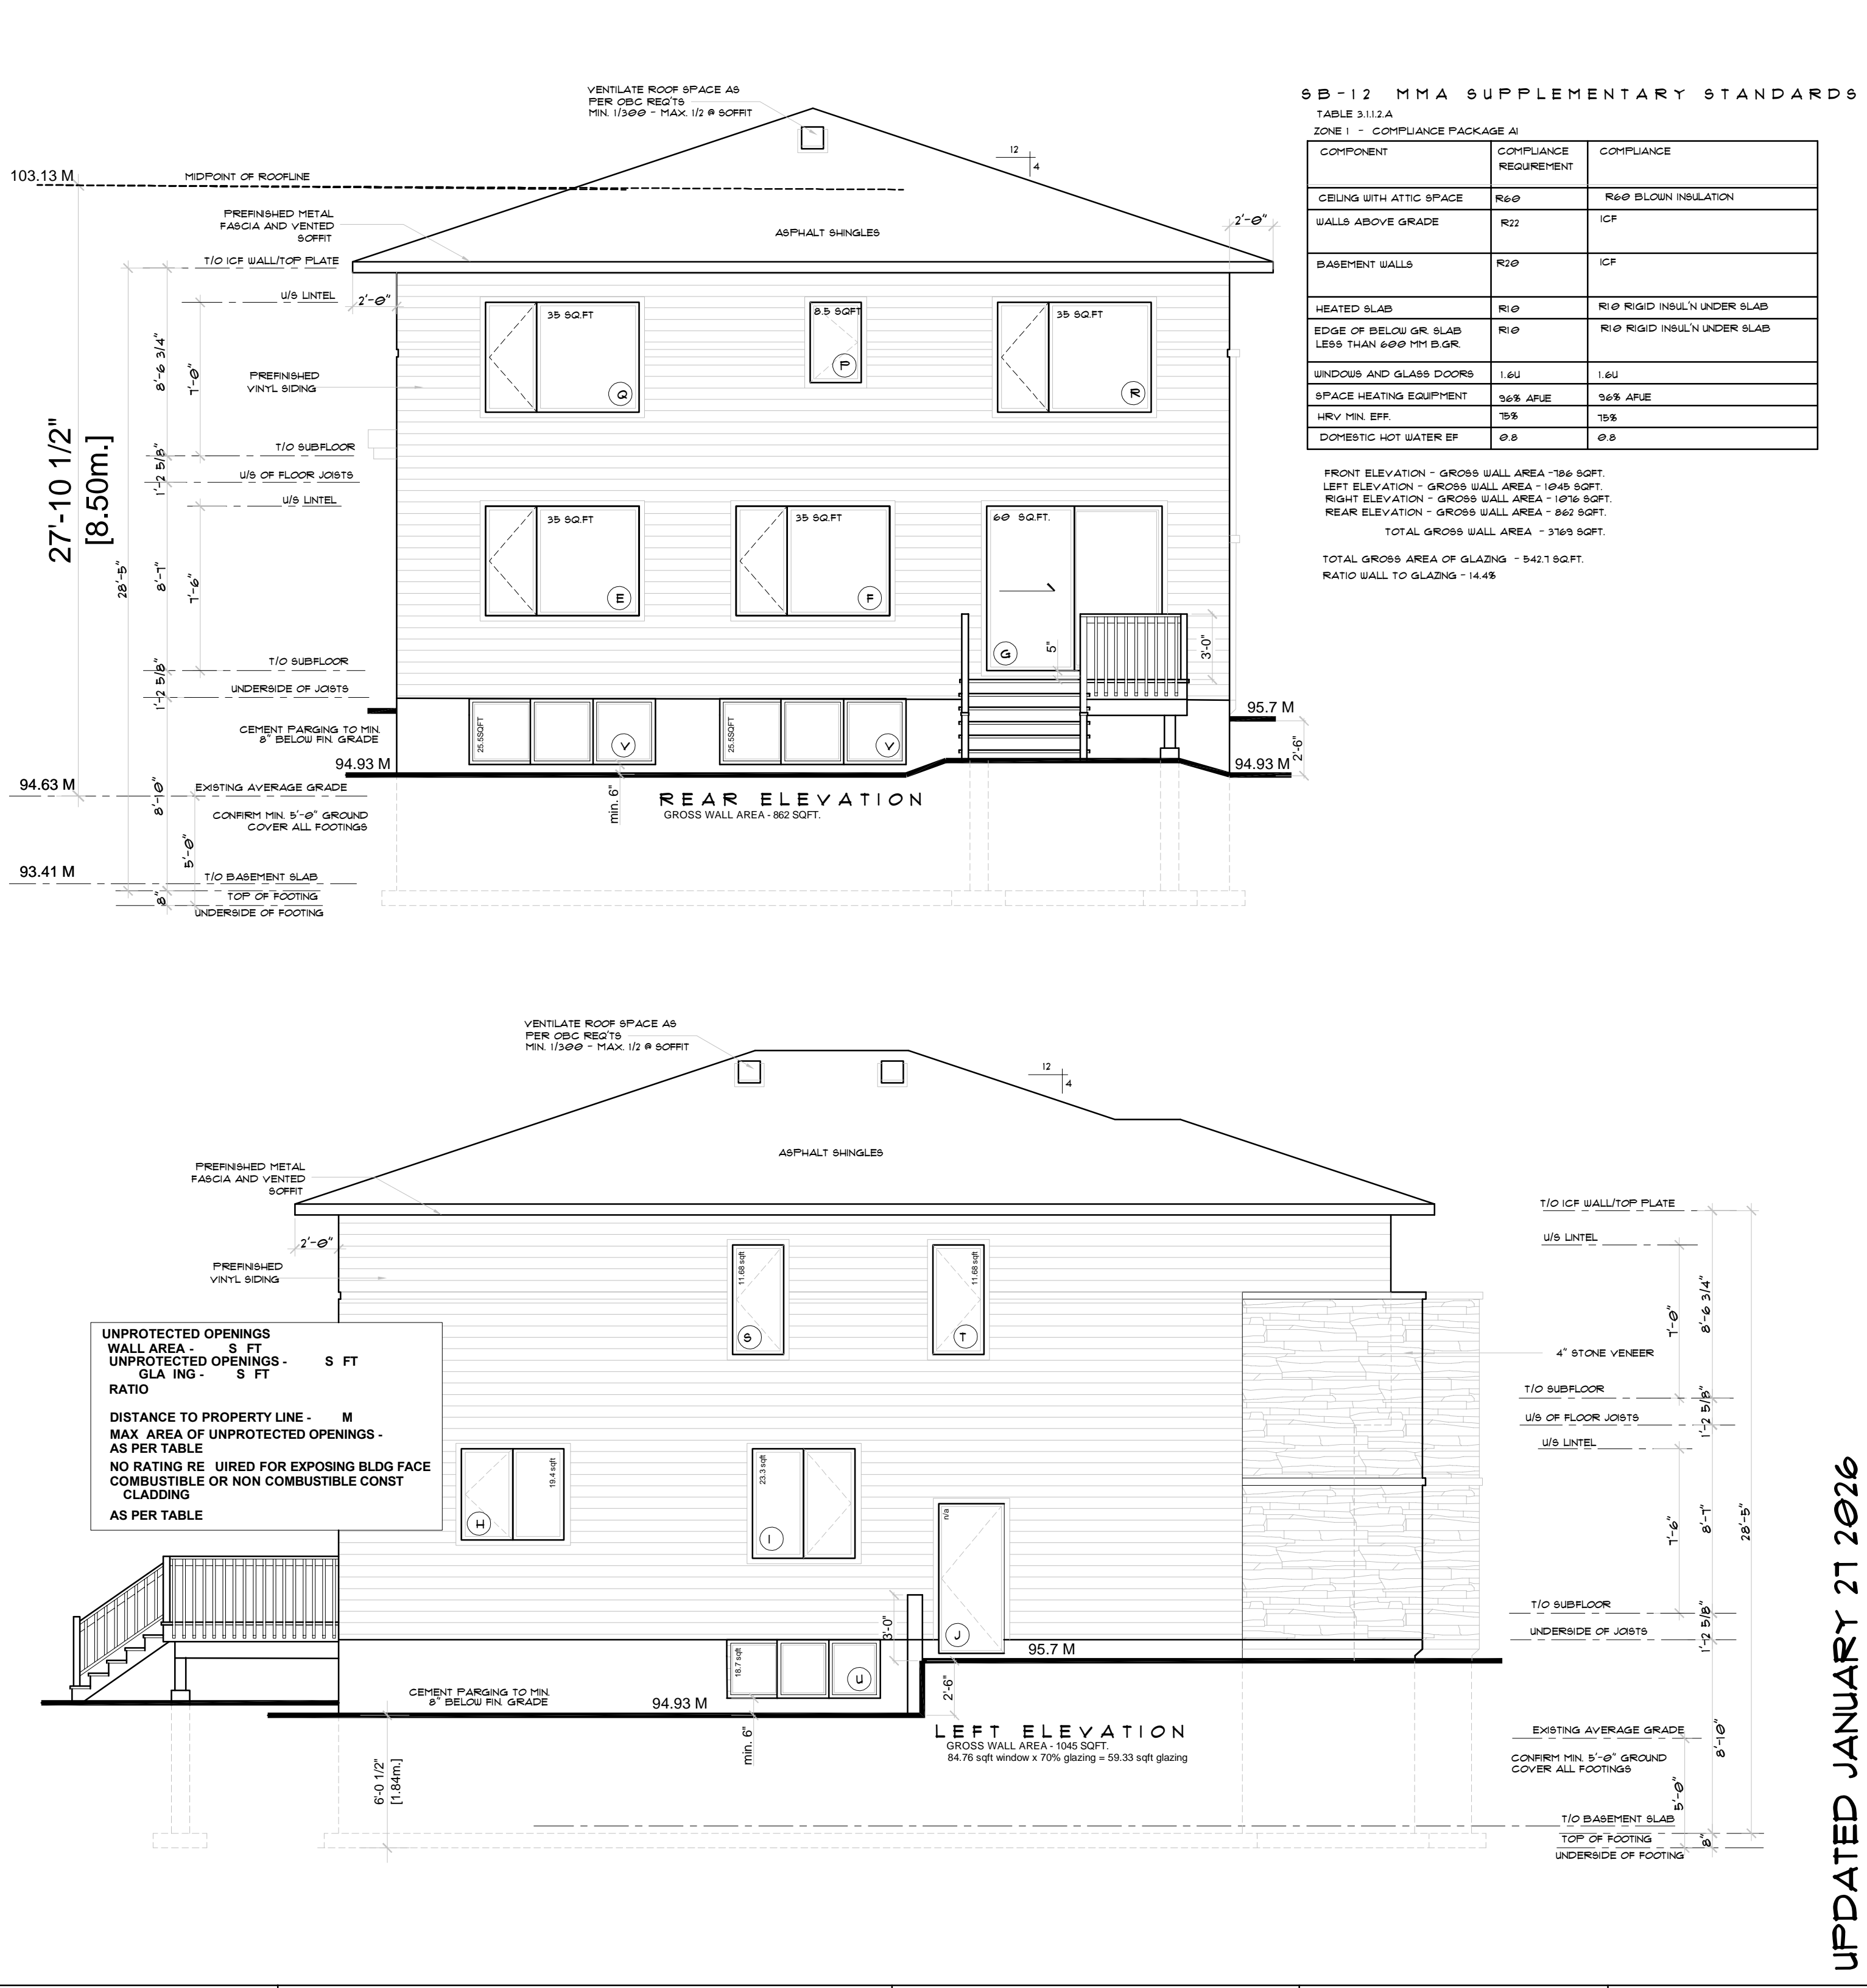 VENTILATE ROOF SPACE AS
PER OBC REQ'TS
MIN. 1/300 - MAX. 1/2 @ SOFFIT
12
4
103.13 M
MIDPOINT OF ROOFLINE
PREFINISHED METAL
FASCIA AND VENTED
SOFFIT
ASPHALT SHINGLES
2'-0"
T/O ICF WALL/TOP PLATE
U/S LINTEL
2'-0"
35 SQ.FT
8.5 SQFT
35 SQ.FT
Q
P
R
8'-6 3/4"
7'-0"
PREFINISHED
VINYL SIDING
27'-10 1/2"
[8.50m.]
T/O SUBFLOOR
1'-2 5/8"
U/S OF FLOOR JOISTS
U/S LINTEL
35 SQ.FT
35 SQ.FT
60 SQ.FT.
E
F
G
28'-5"
8'-7"
7'-6"
5"
3'-0"
T/O SUBFLOOR
1'-2 5/8"
UNDERSIDE OF JOISTS
25.5SQFT
V
25.5SQFT
V
CEMENT PARGING TO MIN.
8" BELOW FIN. GRADE
95.7 M
94.93 M
94.93 M
2'-6"
94.63 M
EXISTING AVERAGE GRADE
8'-10"
min. 6"
CONFIRM MIN. 5'-0" GROUND
COVER ALL FOOTINGS
5'-0"
REAR ELEVATION
GROSS WALL AREA - 862 SQFT.
93.41 M
T/O BASEMENT SLAB
TOP OF FOOTING
8"
UNDERSIDE OF FOOTING
SB-12 MMA SUPPLEMENTARY STANDARDS
TABLE 3.1.1.2.A
ZONE 1 - COMPLIANCE PACKAGE A1
COMPONENT COMPLIANCE REQUIREMENT COMPLIANCE
CEILING WITH ATTIC SPACE R60 R60 BLOWN INSULATION
WALLS ABOVE GRADE R22 ICF
BASEMENT WALLS R20 ICF
HEATED SLAB R10 R10 RIGID INSUL'N UNDER SLAB
EDGE OF BELOW GR. SLAB LESS THAN 600 MM B.GR. R10 R10 RIGID INSUL'N UNDER SLAB
WINDOWS AND GLASS DOORS 1.6U 1.6U
SPACE HEATING EQUIPMENT 96% AFUE 96% AFUE
HRV MIN. EFF. 75% 75%
DOMESTIC HOT WATER EF 0.8 0.8
FRONT ELEVATION - GROSS WALL AREA -786 SQFT.
LEFT ELEVATION - GROSS WALL AREA - 1045 SQFT.
RIGHT ELEVATION - GROSS WALL AREA - 1076 SQFT.
REAR ELEVATION - GROSS WALL AREA - 862 SQFT.
TOTAL GROSS WALL AREA - 3769 SQFT.
TOTAL GROSS AREA OF GLAZING - 542.7 SQ.FT.
RATIO WALL TO GLAZING - 14.4%
VENTILATE ROOF SPACE AS
PER OBC REQ'TS
MIN. 1/300 - MAX. 1/2 @ SOFFIT
12
4
ASPHALT SHINGLES
PREFINISHED METAL
FASCIA AND VENTED
SOFFIT
2'-0"
PREFINISHED
VINYL SIDING
11.68 sqft
S
11.68 sqft
T
UNPROTECTED OPENINGS
WALL AREA - S FT
UNPROTECTED OPENINGS - S FT
GLA ING - S FT
RATIO
DISTANCE TO PROPERTY LINE - M
MAX AREA OF UNPROTECTED OPENINGS -
AS PER TABLE
NO RATING RE UIRED FOR EXPOSING BLDG FACE
COMBUSTIBLE OR NON COMBUSTIBLE CONST
CLADDING
AS PER TABLE
19.4 sqft
H
23.3 sqft
I
n/a
J
3'-0"
18.7 sqft
U
95.7 M
2'-6"
CEMENT PARGING TO MIN.
8" BELOW FIN. GRADE
94.93 M
min. 6"
6'-0 1/2"
[1.84m.]
LEFT ELEVATION
GROSS WALL AREA - 1045 SQFT.
84.76 sqft window x 70% glazing = 59.33 sqft glazing
T/O ICF WALL/TOP PLATE
U/S LINTEL
7'-0"
8'-6 3/4"
4" STONE VENEER
T/O SUBFLOOR
1'-2 5/8"
U/S OF FLOOR JOISTS
U/S LINTEL
7'-6"
8'-7"
28'-5"
T/O SUBFLOOR
1'-2 5/8"
UNDERSIDE OF JOISTS
EXISTING AVERAGE GRADE
8'-10"
CONFIRM MIN. 5'-0" GROUND
COVER ALL FOOTINGS
5'-0"
T/O BASEMENT SLAB
TOP OF FOOTING
8"
UNDERSIDE OF FOOTING
UPDATED JANUARY 27 2026